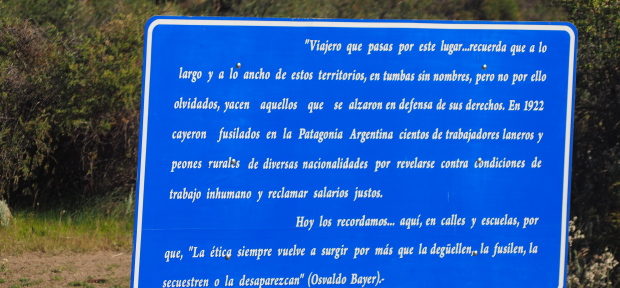 "Viajero que pasas por este lugar...recuerda que a lo
largo y a lo ancho de estos territorios, en tumbas sin nombres, pero no por ello
olvidados, yacen aquellos que se alzaron en defensa de sus derechos. En 1922
cayeron fusilados en la Patagonia Argentina cientos de trabajadores laneros y
peones rurales de diversas nacionalidades por revelarse contra condiciones de
trabajo inhumano y reclamar salarios justos.
Hoy los recordamos... aquí, en calles y escuelas, por
que, "La ética siempre vuelve a surgir por más que la degüellen, la fusilen, la
secuestren o la desaparezcan" (Osvaldo Bayer).-